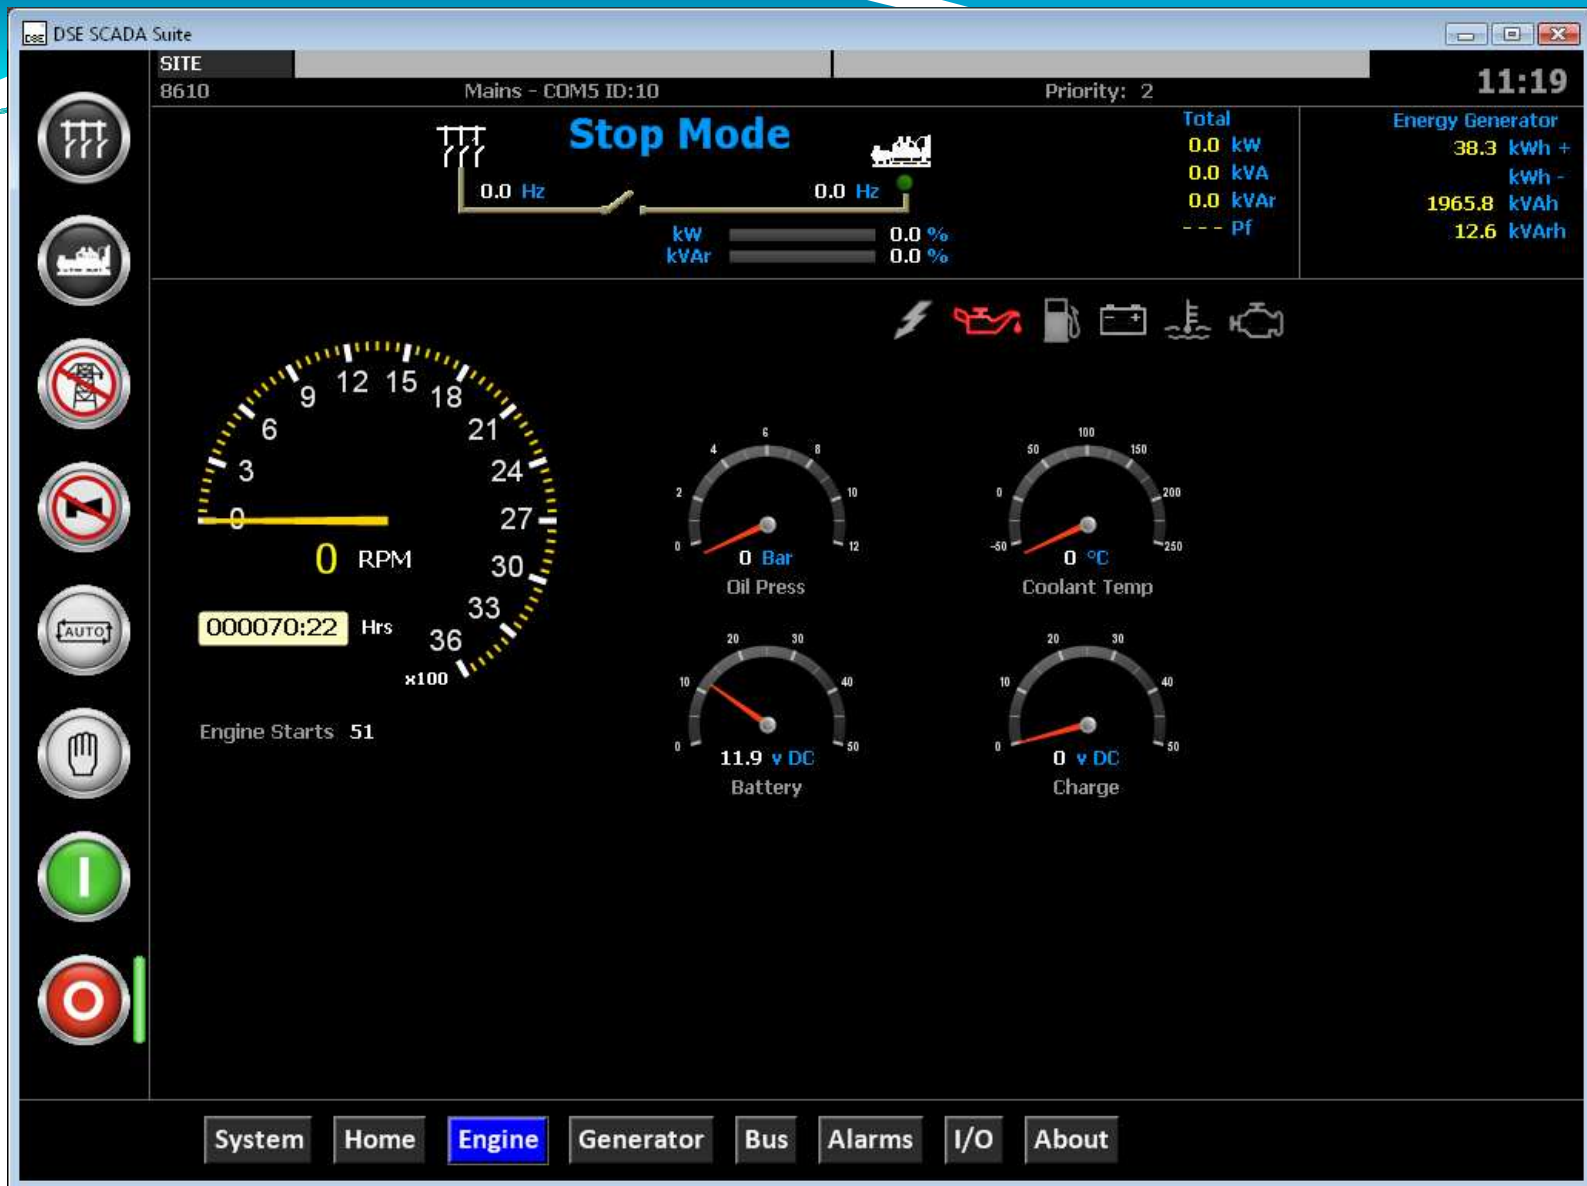 DSE DSE SCADA Suite
SITE
8610 Mains - COM5 ID:10 Priority: 2 11:19
Stop Mode
0.0 Hz 0.0 Hz
kW 0.0 %
kVAr 0.0 %
Total
0.0 kW
0.0 kVA
0.0 kVAr
--- Pf
Energy Generator
38.3 kWh +
kWh -
1965.8 kVAh
12.6 kVArh
0 3 6 9 12 15 18 21 24 27 30 33 36
x100
0 RPM
000070:22 Hrs
Engine Starts 51
0 2 4 6 8 10 12
0 Bar
Oil Press
-50 0 50 100 150 200 250
0 °C
Coolant Temp
0 10 20 30 40 50
11.9 v DC
Battery
0 10 20 30 40 50
0 v DC
Charge
AUTO
System Home Engine Generator Bus Alarms I/O About